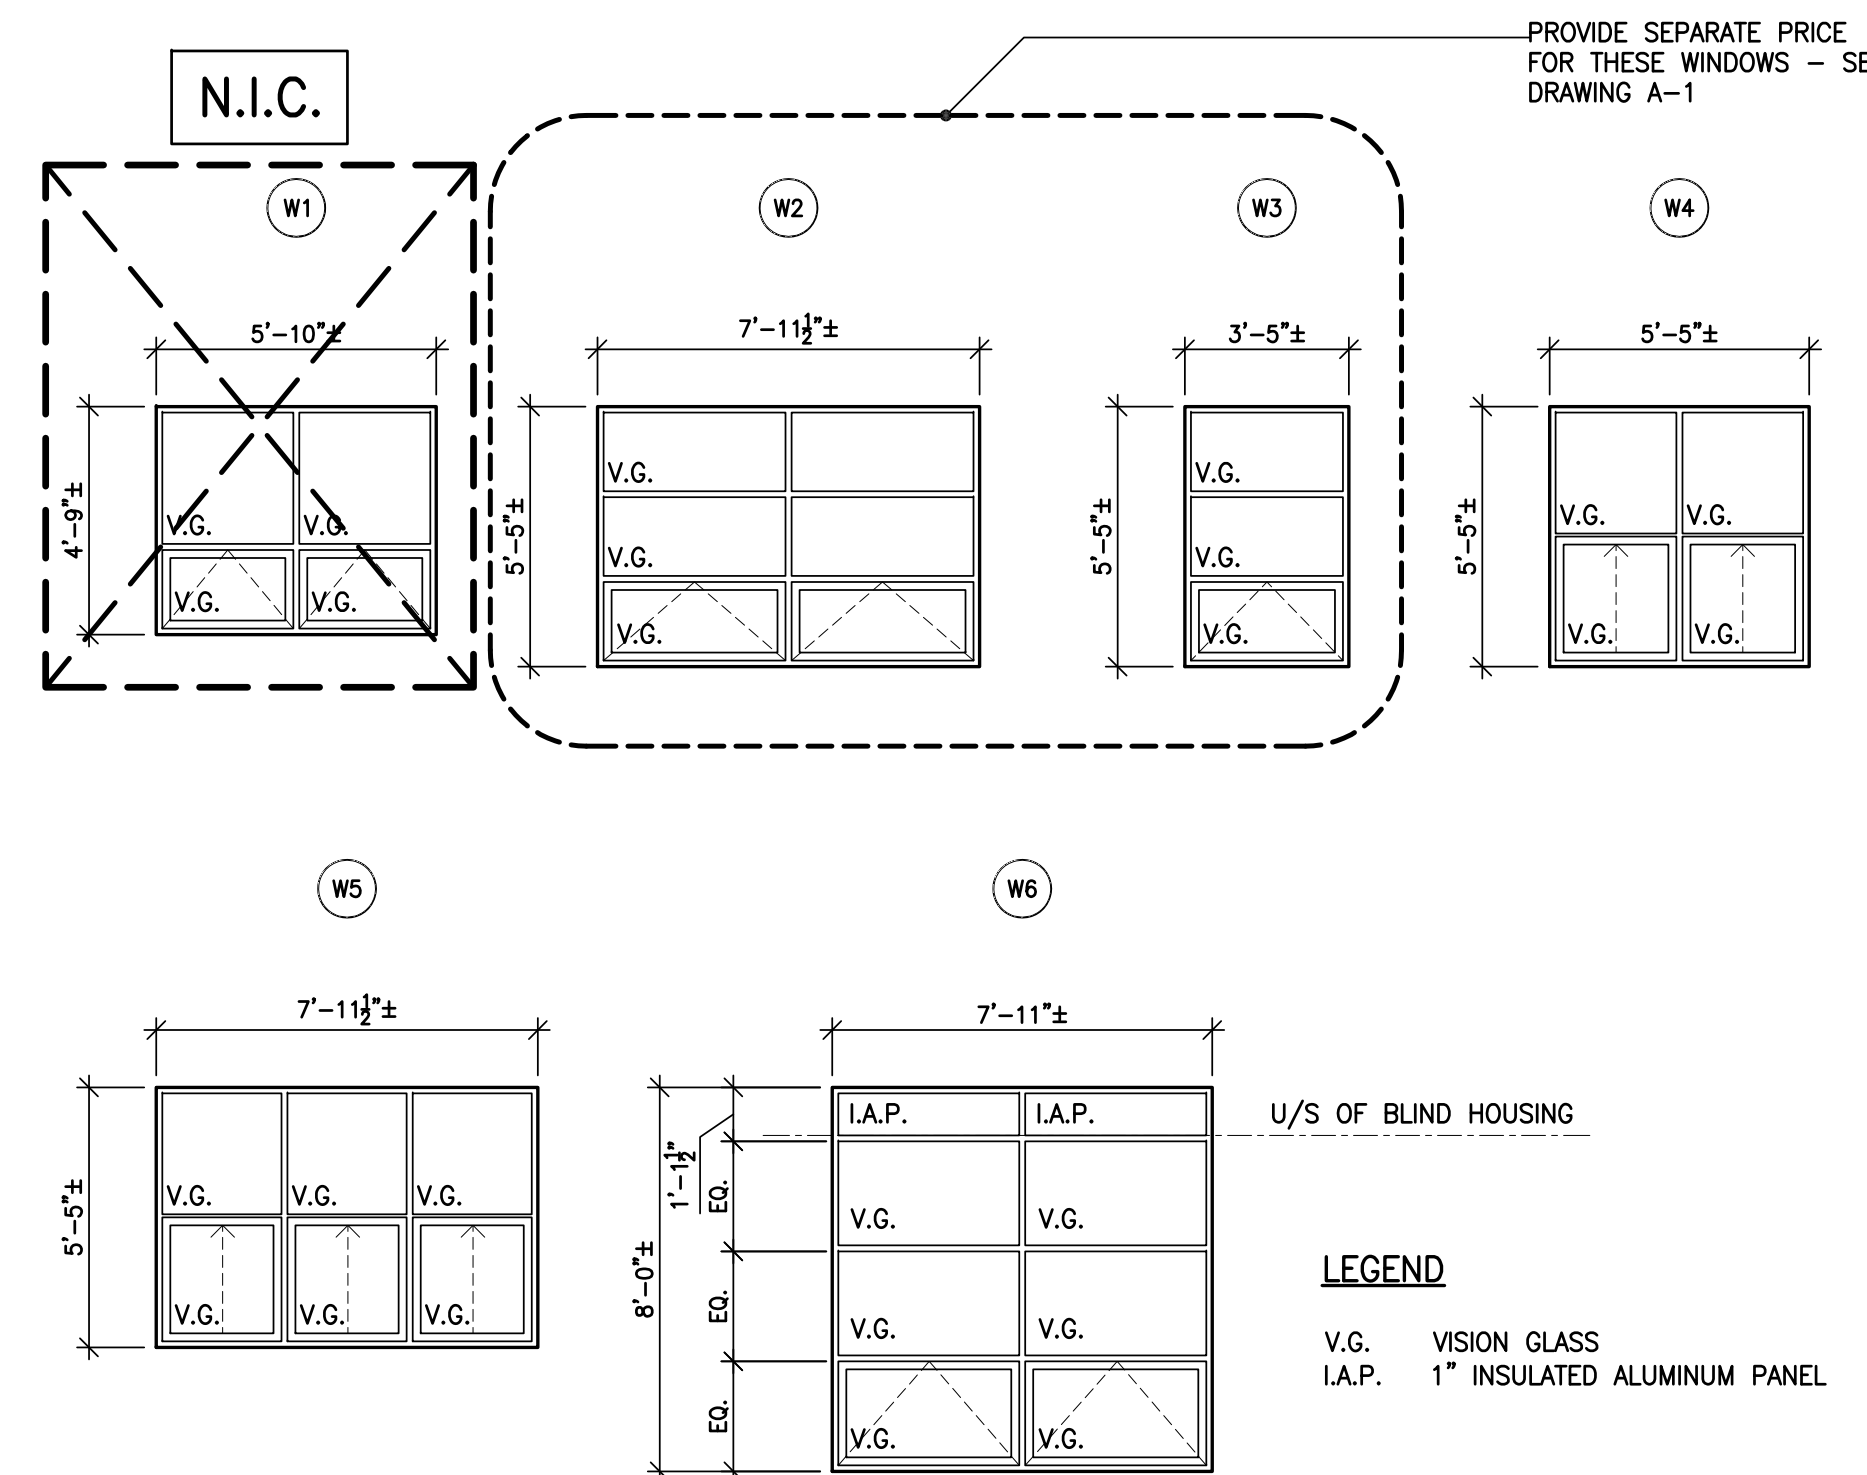 PROVIDE SEPARATE PRICE
FOR THESE WINDOWS – SE
DRAWING A–1
N.I.C.
W1
W2
W3
W4
5'–10"±
7'–11½"±
3'–5"±
5'–5"±
4'–9"±
5'–5"±
5'–5"±
5'–5"±
V.G.
V.G.
V.G.
V.G.
V.G.
V.G.
V.G.
V.G.
V.G.
V.G.
V.G.
V.G.
V.G.
V.G.
W5
W6
7'–11½"±
7'–11"±
5'–5"±
V.G.
V.G.
V.G.
V.G.
V.G.
V.G.
8'–0"±
1'–1½"
EQ.
EQ.
EQ.
I.A.P.
I.A.P.
V.G.
V.G.
V.G.
V.G.
V.G.
V.G.
U/S OF BLIND HOUSING
LEGEND
V.G. VISION GLASS
I.A.P. 1" INSULATED ALUMINUM PANEL